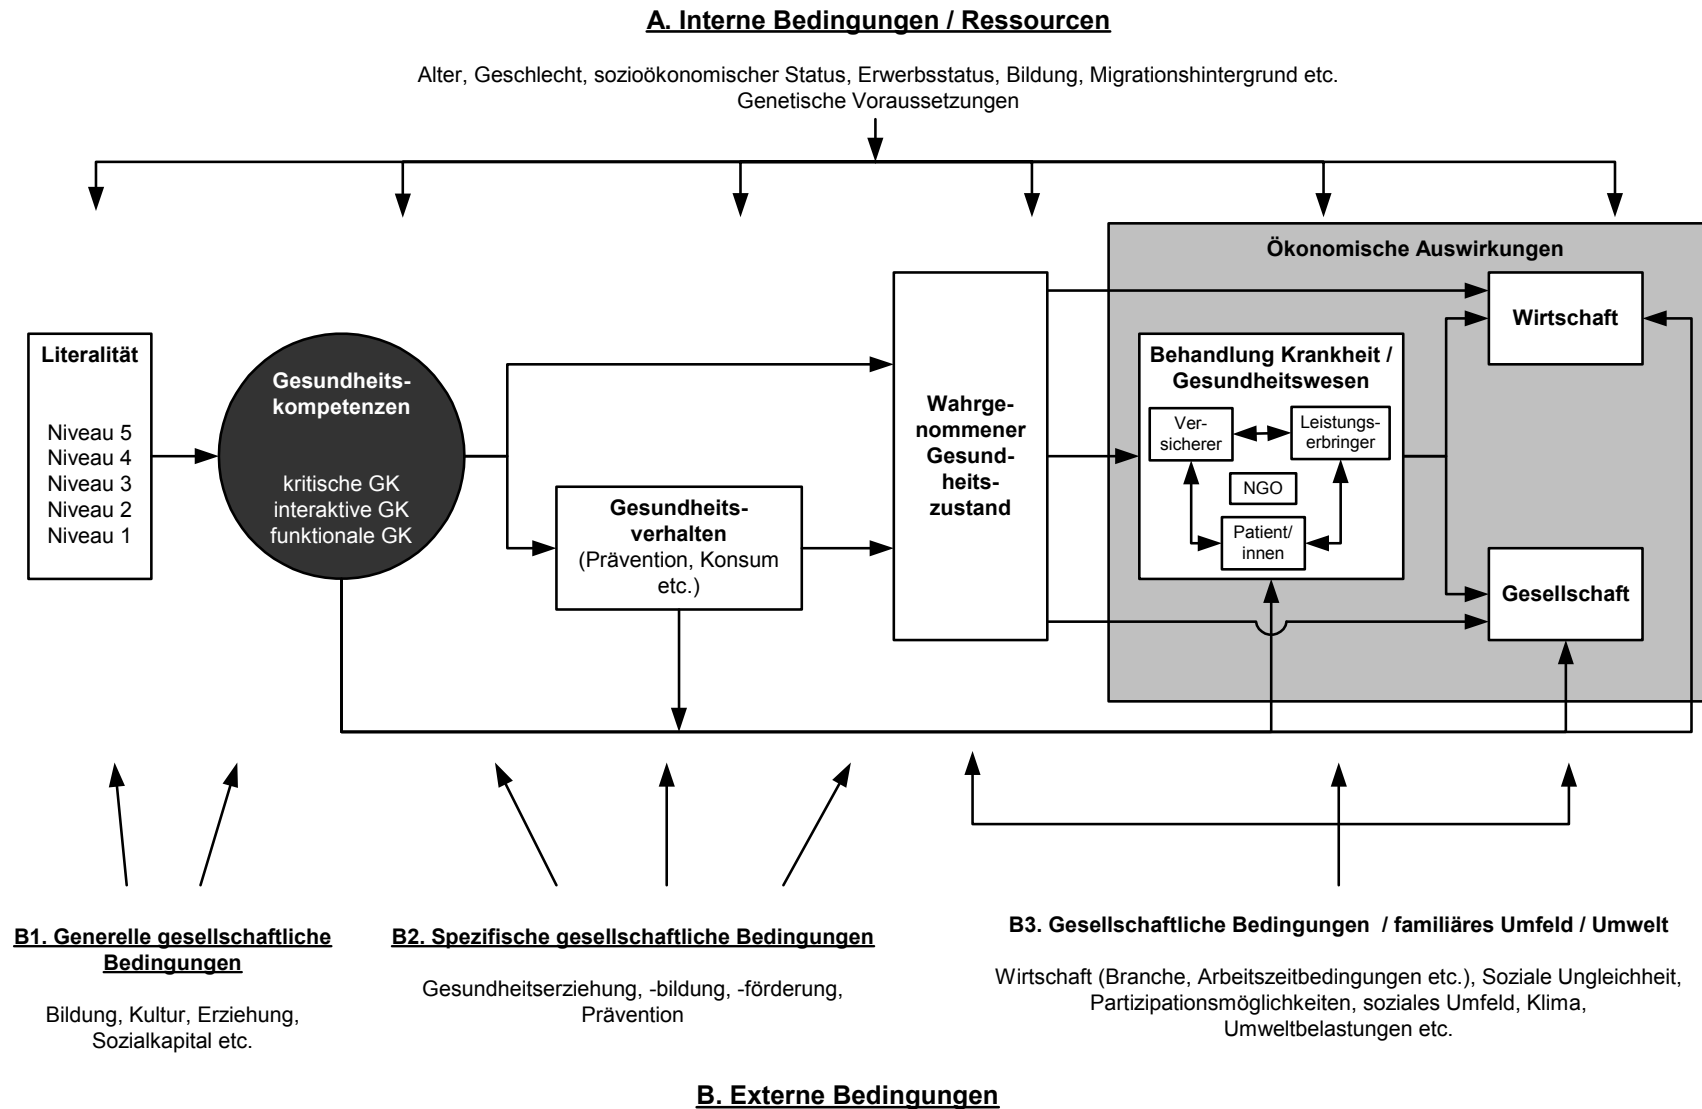 A. Interne Bedingungen / Ressourcen
Alter, Geschlecht, sozioökonomischer Status, Erwerbsstatus, Bildung, Migrationshintergrund etc.
Genetische Voraussetzungen
Literalität
Niveau 5
Niveau 4
Niveau 3
Niveau 2
Niveau 1
Gesundheits-
kompetenzen
kritische GK
interaktive GK
funktionale GK
Gesundheits-
verhalten
(Prävention, Konsum
etc.)
Wahrge-
nommener
Gesund-
heits-
zustand
Ökonomische Auswirkungen
Behandlung Krankheit /
Gesundheitswesen
Ver-
sicherer
Leistungs-
erbringer
NGO
Patient/
innen
Wirtschaft
Gesellschaft
B1. Generelle gesellschaftliche
Bedingungen
Bildung, Kultur, Erziehung,
Sozialkapital etc.
B2. Spezifische gesellschaftliche Bedingungen
Gesundheitserziehung, -bildung, -förderung,
Prävention
B3. Gesellschaftliche Bedingungen / familiäres Umfeld / Umwelt
Wirtschaft (Branche, Arbeitszeitbedingungen etc.), Soziale Ungleichheit,
Partizipationsmöglichkeiten, soziales Umfeld, Klima,
Umweltbelastungen etc.
B. Externe Bedingungen